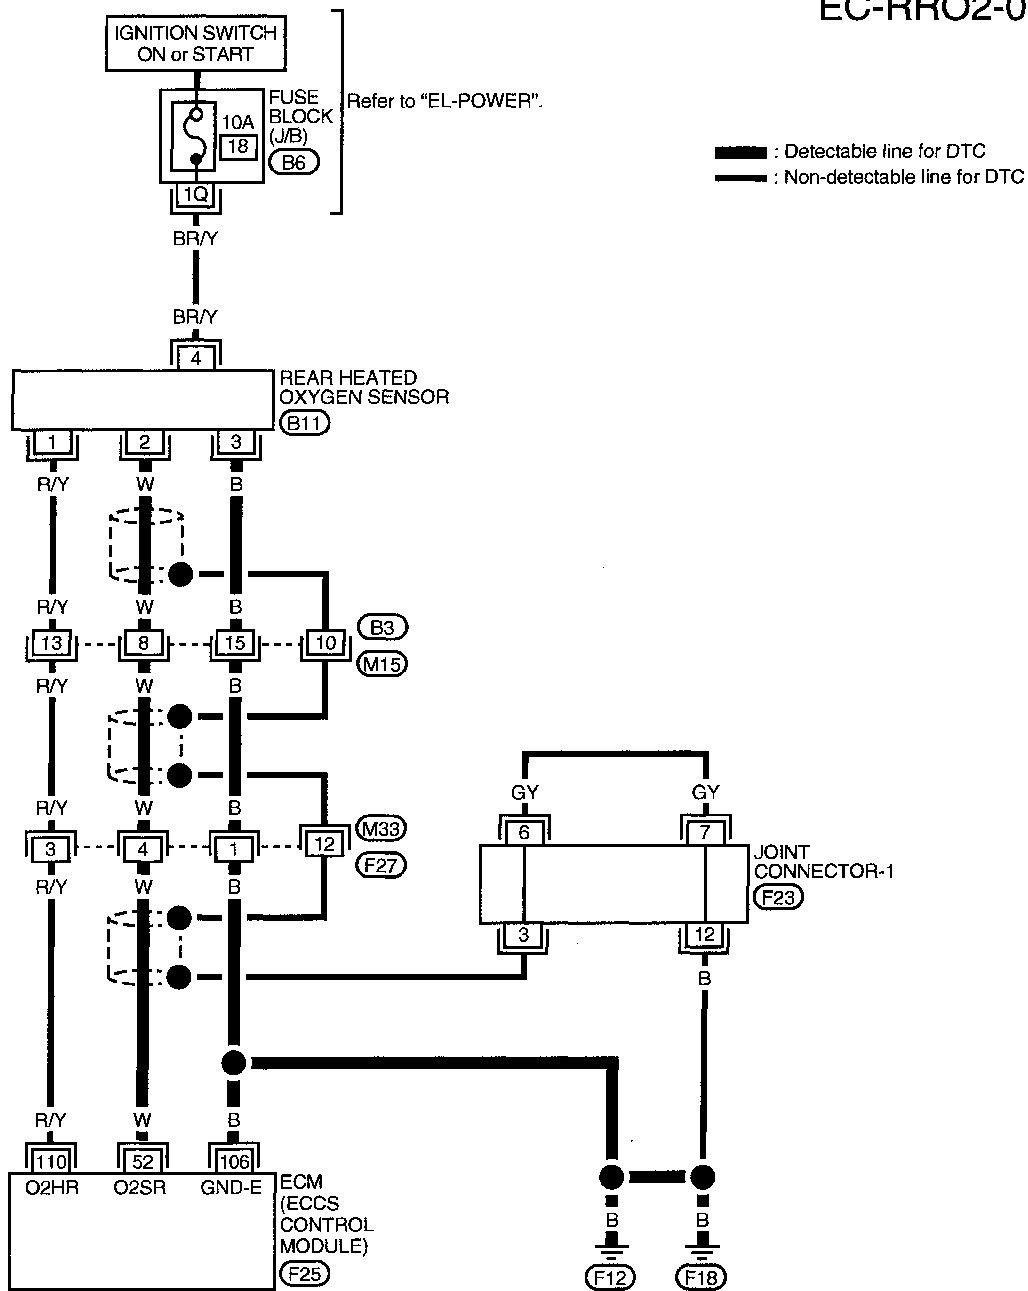 EC-RRO2-0
IGNITION SWITCH
ON or START
FUSE
BLOCK
(J/B)
B6
10A
18
1Q
Refer to "EL-POWER".
: Detectable line for DTC
: Non-detectable line for DTC
BR/Y
BR/Y
4
REAR HEATED
OXYGEN SENSOR
B11
1 2 3
R/Y W B
R/Y W B
13 8 15 10
B3
M15
R/Y W B
R/Y W B
3 4 1 12
M33
F27
R/Y W B
GY GY
6 7
JOINT
CONNECTOR-1
F23
3 12
B
R/Y W B
110 52 106
O2HR O2SR GND-E
ECM
(ECCS
CONTROL
MODULE)
F25
B B
F12 F18